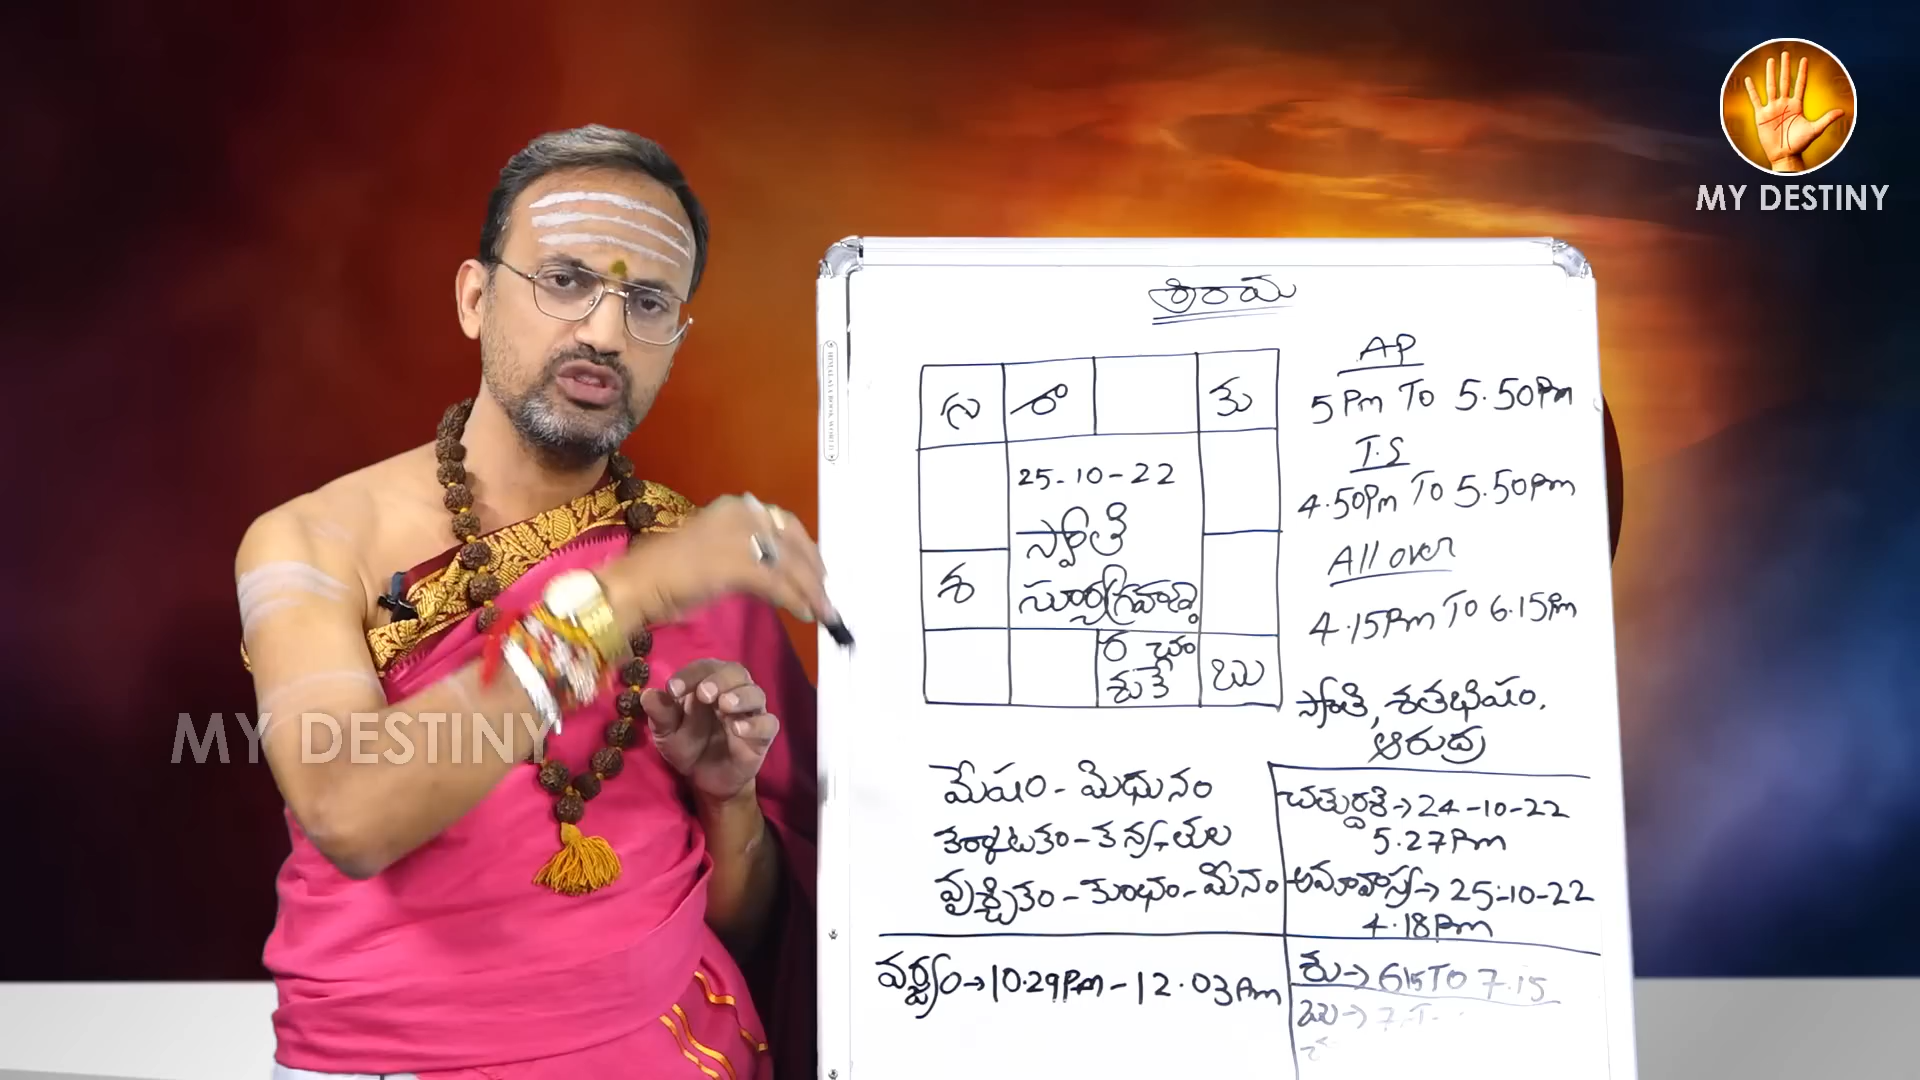 MY DESTINY
శ్రీరామ
AP
5 Pm To 5.50Pm
T.S
4.50Pm To 5.50pm
All over
4.15Pm To 6.15Pm
స్వాతి, శతభిషం,
ఆరుద్ర
రా
కు
25-10-22
స్వాతి
సూర్యగ్రహణం
శ
ర చం
శు కే
బు
మేషం - మిథునం
కర్కాటకం - కన్య - తుల
వృశ్చికం - కుంభం - మీనం
చతుర్దశి → 24-10-22
5.27Pm
అమావాస్య → 25-10-22
4.18Pm
వర్జ్యం → 10.29Pm - 12.03Am
శు → 6 15 TO 7.15
బు → 7
MY DESTINY